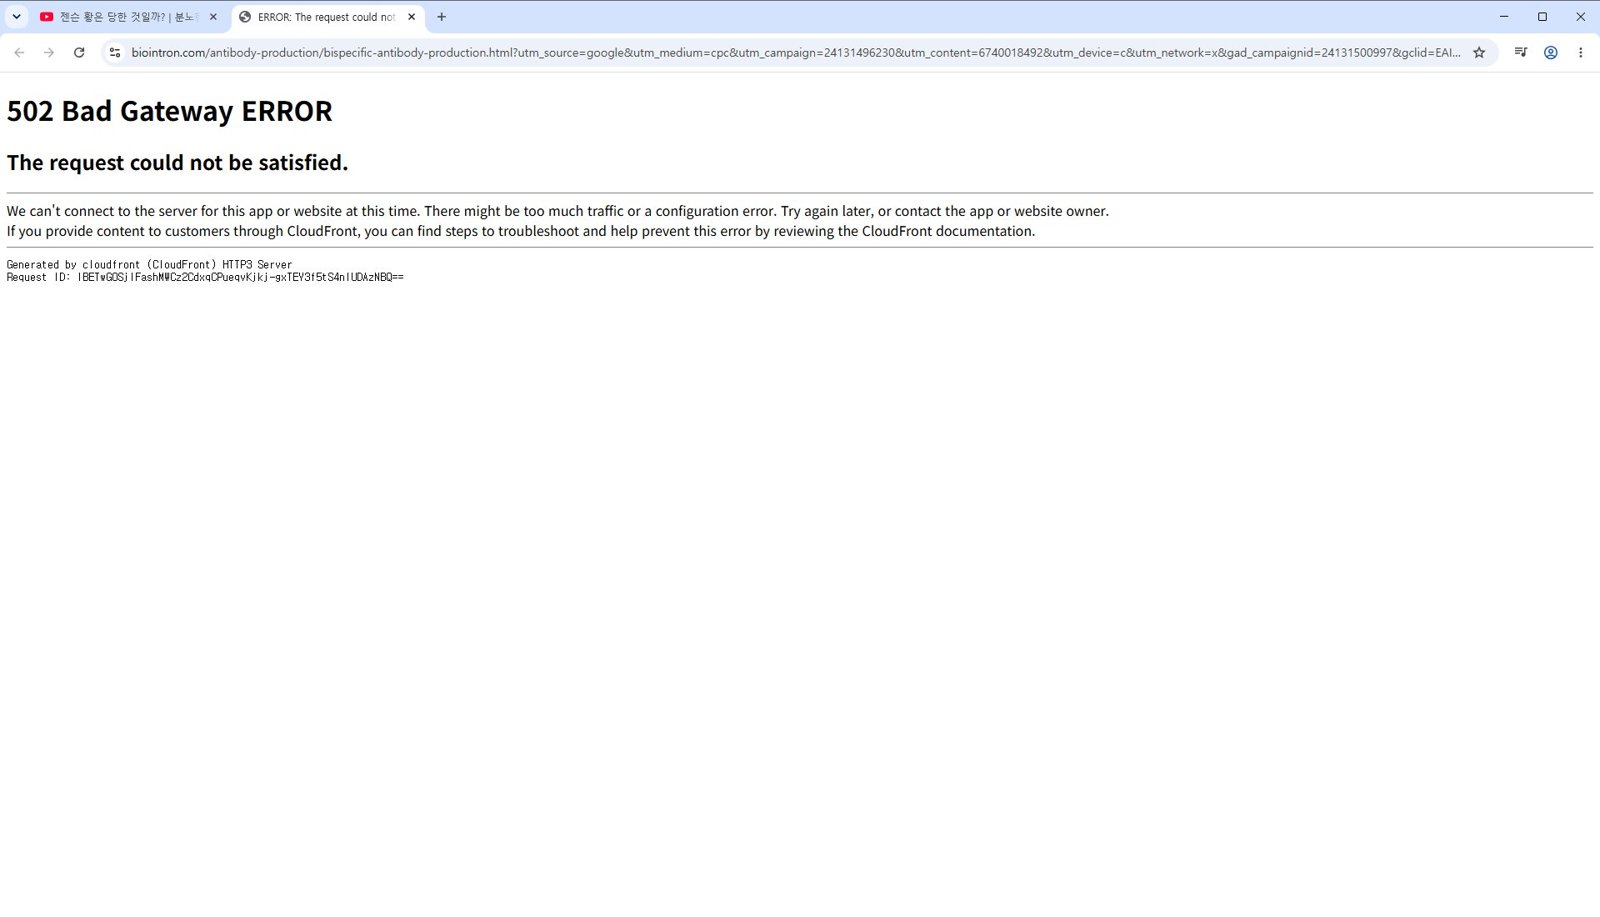 젠슨 황은 당한 것일까? | 분노
ERROR: The request could not
biointron.com/antibody-production/bispecific-antibody-production.html?utm_source=google&utm_medium=cpc&utm_campaign=24131496230&utm_content=6740018492&utm_device=c&utm_network=x&gad_campaignid=24131500997&gclid=EAI...
502 Bad Gateway ERROR
The request could not be satisfied.
We can't connect to the server for this app or website at this time. There might be too much traffic or a configuration error. Try again later, or contact the app or website owner.
If you provide content to customers through CloudFront, you can find steps to troubleshoot and help prevent this error by reviewing the CloudFront documentation.
Generated by cloudfront (CloudFront) HTTP3 Server
Request ID: